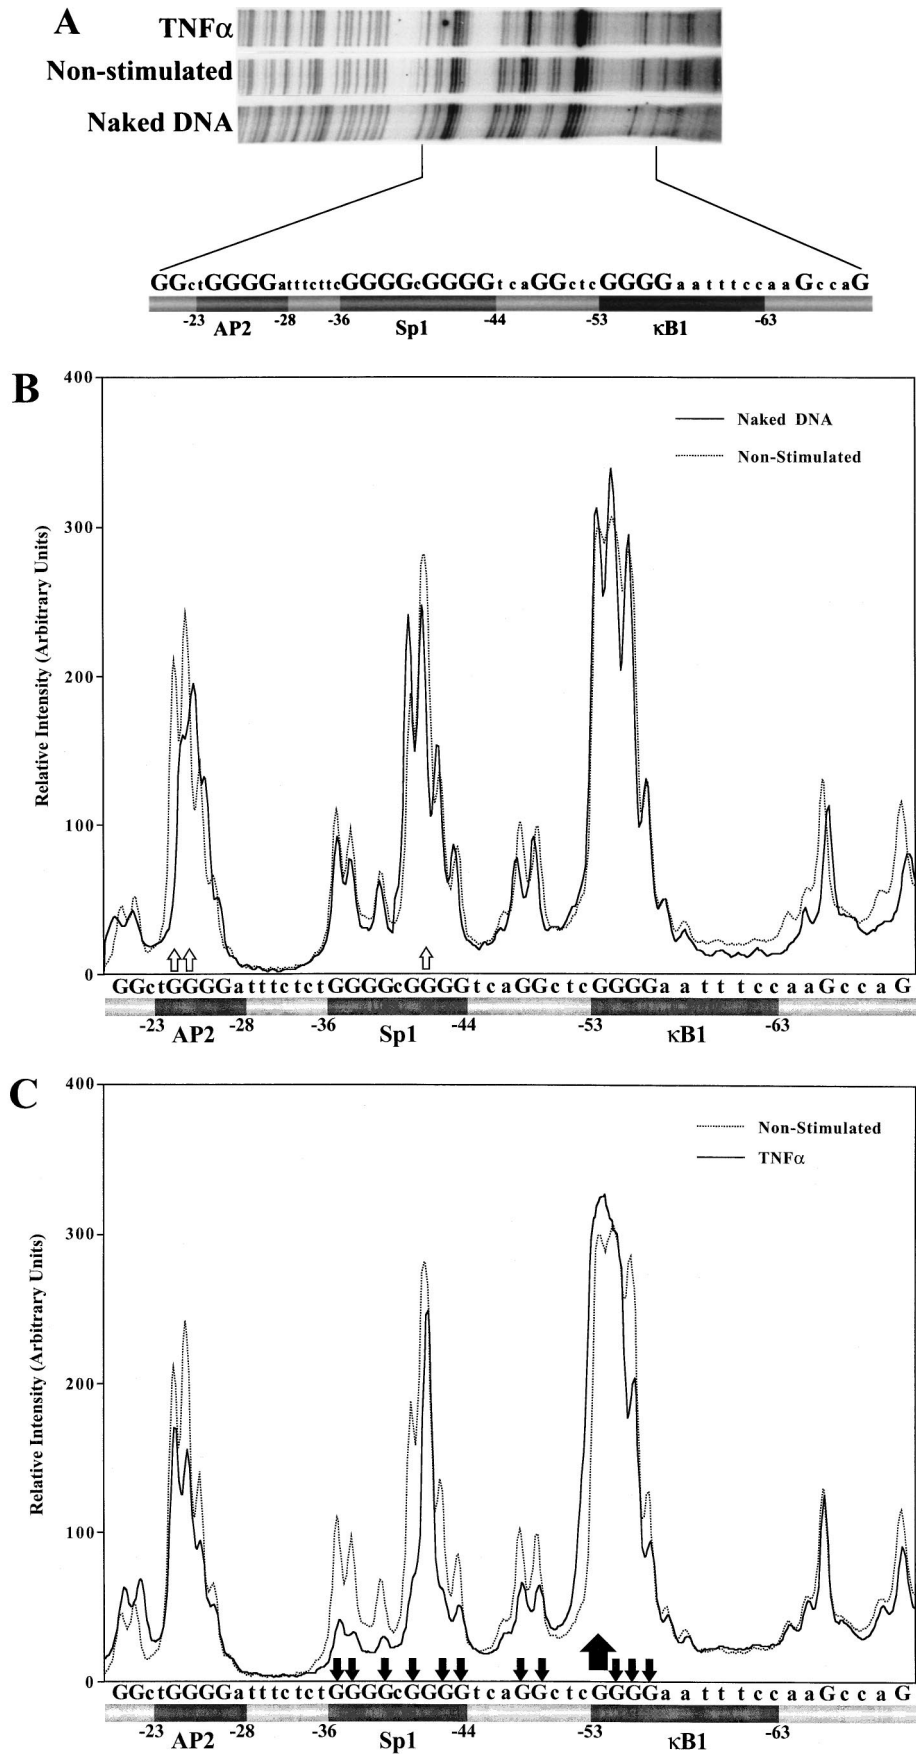 A
TNFα
Non-stimulated
Naked DNA
GGctGGGGatttcttcGGGGcGGGGtcaGGctcGGGGaatttccaaGccaG
-23 -28 -36 -44 -53 -63
AP2 Sp1 κB1
B
400
300
200
100
0
Relative Intensity (Arbitrary Units)
Naked DNA
Non-Stimulated
GGctGGGGatttctctGGGGcGGGGtcaGGctcGGGGaatttccaaGccaG
-23 -28 -36 -44 -53 -63
AP2 Sp1 κB1
C
400
300
200
100
0
Relative Intensity (Arbitrary Units)
Non-Stimulated
TNFα
GGctGGGGatttctctGGGGcGGGGtcaGGctcGGGGaatttccaaGccaG
-23 -28 -36 -44 -53 -63
AP2 Sp1 κB1